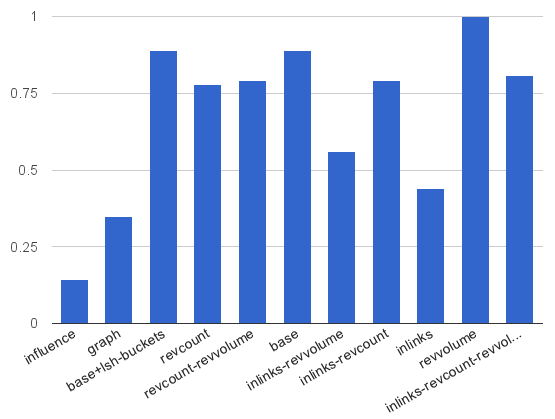 1
0.75
0.5
0.25
0
influence
graph
base+lsh-buckets
revcount
revcount-revvolume
base
inlinks-revvolume
inlinks-revcount
inlinks
revvolume
inlinks-revcount-revvol...